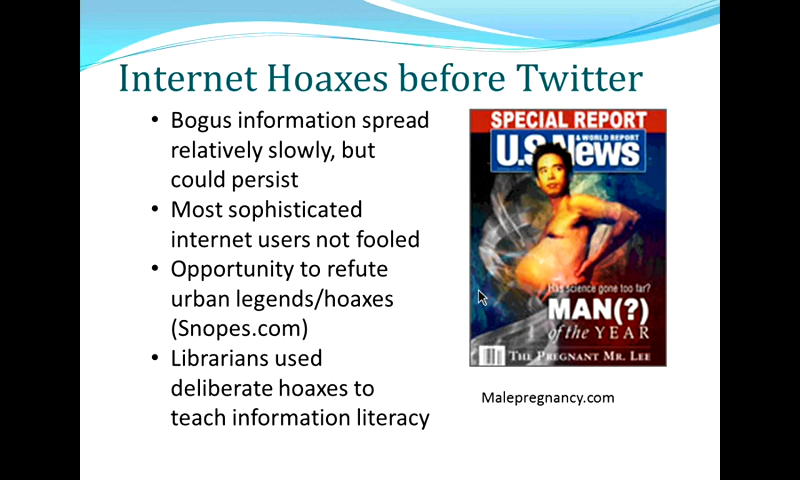 Internet Hoaxes before Twitter
• Bogus information spread
relatively slowly, but
could persist
• Most sophisticated
internet users not fooled
• Opportunity to refute
urban legends/hoaxes
(Snopes.com)
• Librarians used
deliberate hoaxes to
teach information literacy
SPECIAL REPORT
& WORLD REPORT
U.S.News
Has science gone too far?
MAN(?)
of the YEAR
THE PREGNANT MR. LEE
Malepregnancy.com